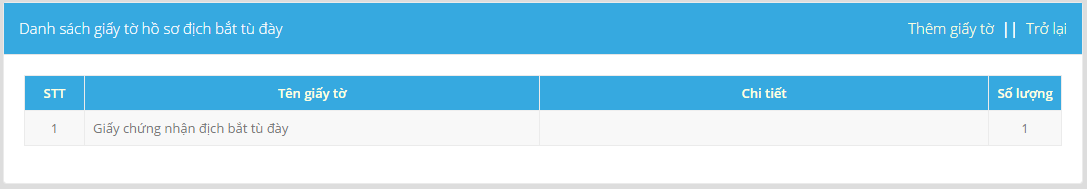 Danh sách giấy tờ hồ sơ địch bắt tù đày Thêm giấy tờ || Trở lại
STT Tên giấy tờ Chi tiết Số lượng
1 Giấy chứng nhận địch bắt tù đày 1